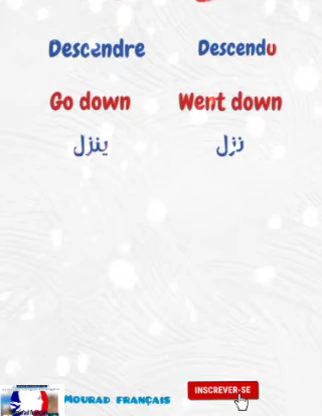 Descendre Descendu
Go down Went down
ينزل نزل
MOURAD FRANÇAIS
INSCREVER-SE